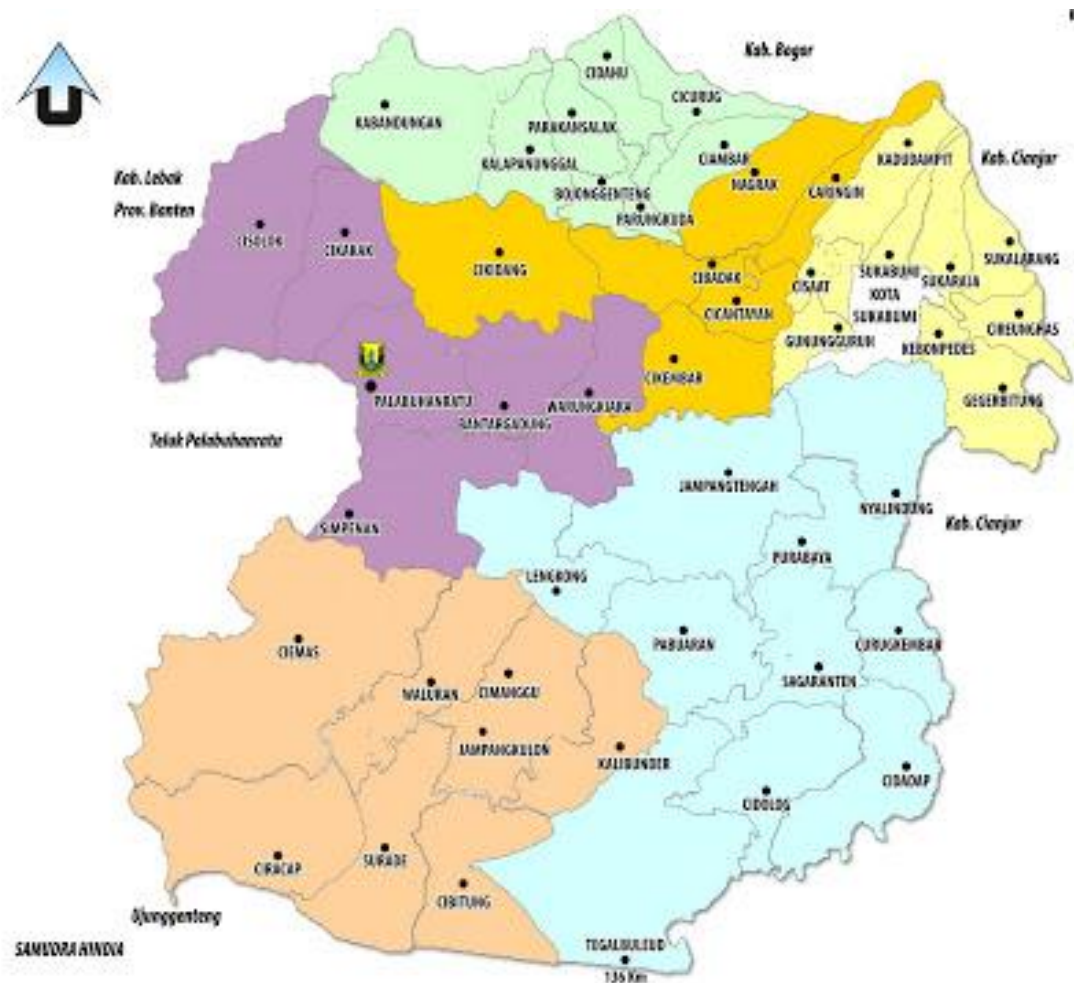 Kab. Bogor
CIDAHU
CICURUG
KABANDUNGAN
PARAKANSALAK
KALAPANUNGGAL
CIAMBAR
NAGRAK
BOJONGGENTENG
PARUNGKUDA
KADUDAMPIT
CARINGIN
Kab. Cianjur
Kab. Lebak
Prov. Banten
CISOLOK
CIKAKAK
CIKIDANG
CIBADAK
CICANTAYAN
CISAAT
SUKABUMI
KOTA
SUKABUMI
SUKARAJA
SUKALARANG
GUNUNGGURUH
KEBONPEDES
CIREUNGHAS
GEGERBITUNG
CIKEMBAR
PALABUHANRATU
BANTARGADUNG
WARUNGKIARA
Teluk Palabuhanratu
SIMPENAN
JAMPANGTENGAH
NYALINDUNG
Kab. Cianjur
PURABAYA
LENGKONG
PABUARAN
CURUGKEMBAR
SAGARANTEN
CIEMAS
WALURAN
CIMANGGU
JAMPANGKULON
KALIBUNDER
CIDADAP
CIDOLOG
CIRACAP
SURADE
CIBITUNG
Ujunggenteng
SAMUDRA HINDIA
TEGALBULEUD
136 Km